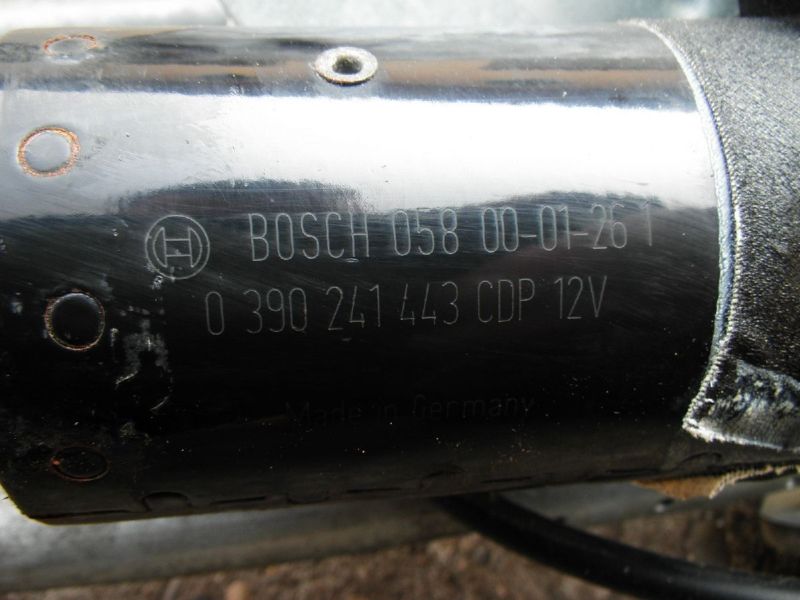 BOSCH 058 00-01-26 1
0 390 241 443 CDP 12V
Made in Germany